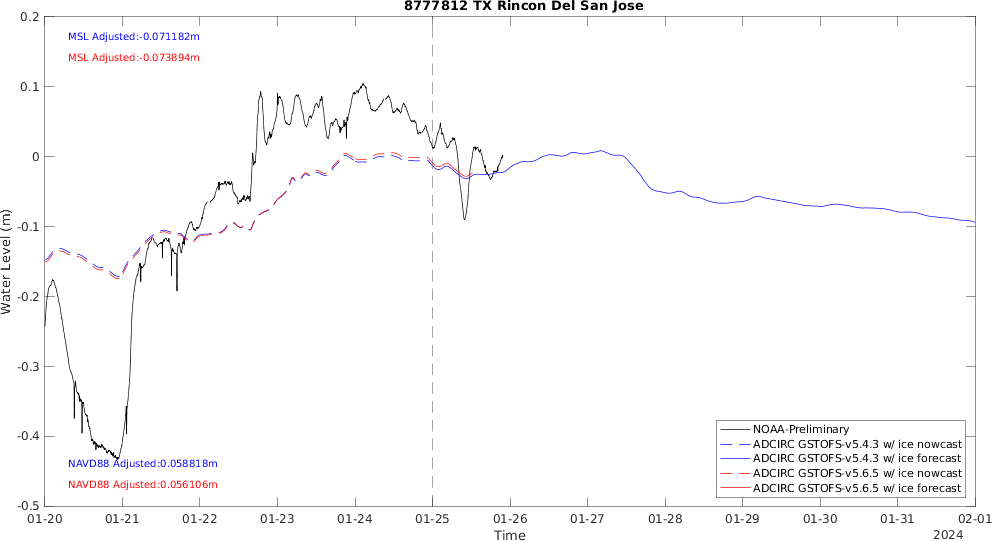 8777812 TX Rincon Del San Jose
MSL Adjusted:-0.071182m
MSL Adjusted:-0.073894m
NAVD88 Adjusted:0.058818m
NAVD88 Adjusted:0.056106m
Water Level (m)
0.2
0.1
0
-0.1
-0.2
-0.3
-0.4
-0.5
NOAA-Preliminary
ADCIRC GSTOFS-v5.4.3 w/ ice nowcast
ADCIRC GSTOFS-v5.4.3 w/ ice forecast
ADCIRC GSTOFS-v5.6.5 w/ ice nowcast
ADCIRC GSTOFS-v5.6.5 w/ ice forecast
01-20 01-21 01-22 01-23 01-24 01-25 01-26 01-27 01-28 01-29 01-30 01-31 02-01
Time
2024